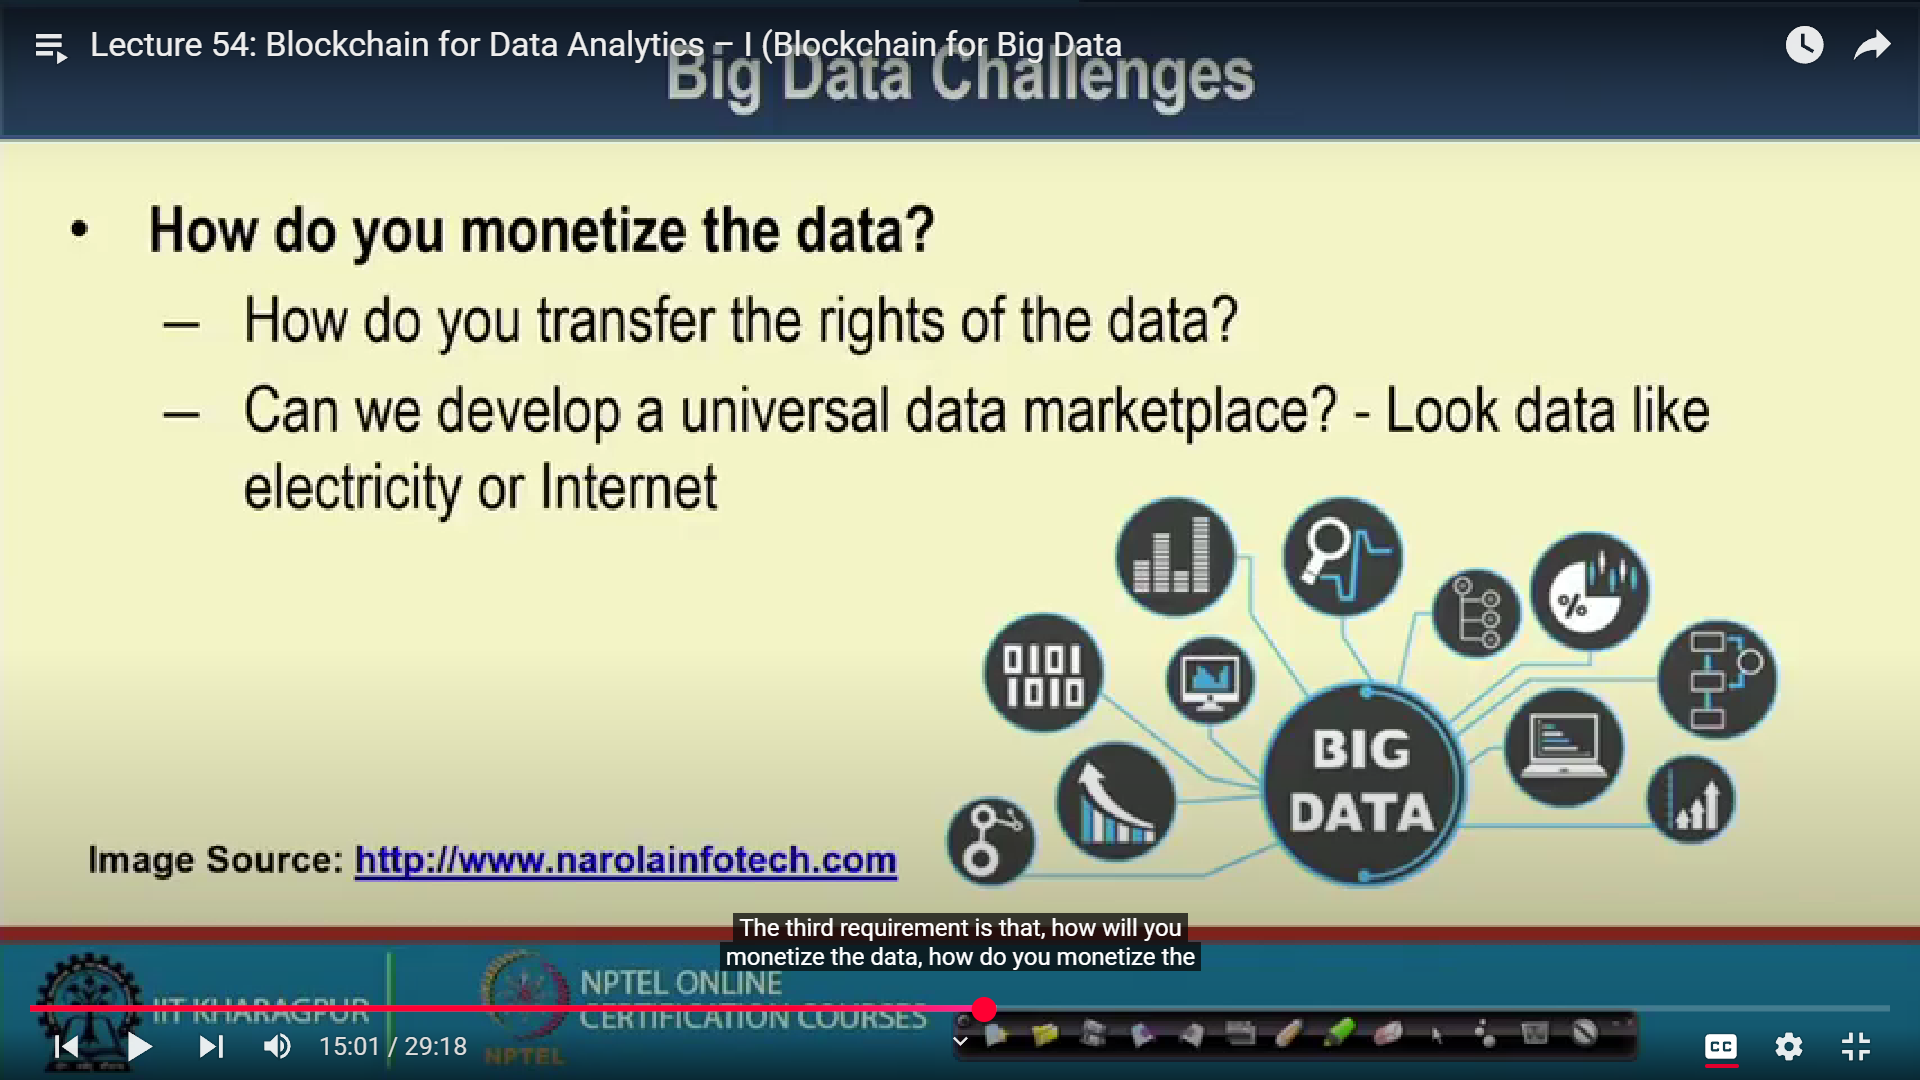 Lecture 54: Blockchain for Data Analytics – I (Blockchain for Big Data
Big Data Challenges
• How do you monetize the data?
– How do you transfer the rights of the data?
– Can we develop a universal data marketplace? - Look data like
electricity or Internet
0101
1010
%
BIG
DATA
Image Source: http://www.narolainfotech.com
The third requirement is that, how will you
monetize the data, how do you monetize the
IIT KHARAGPUR
NPTEL ONLINE
CERTIFICATION COURSES
NPTEL
15:01 / 29:18
CC